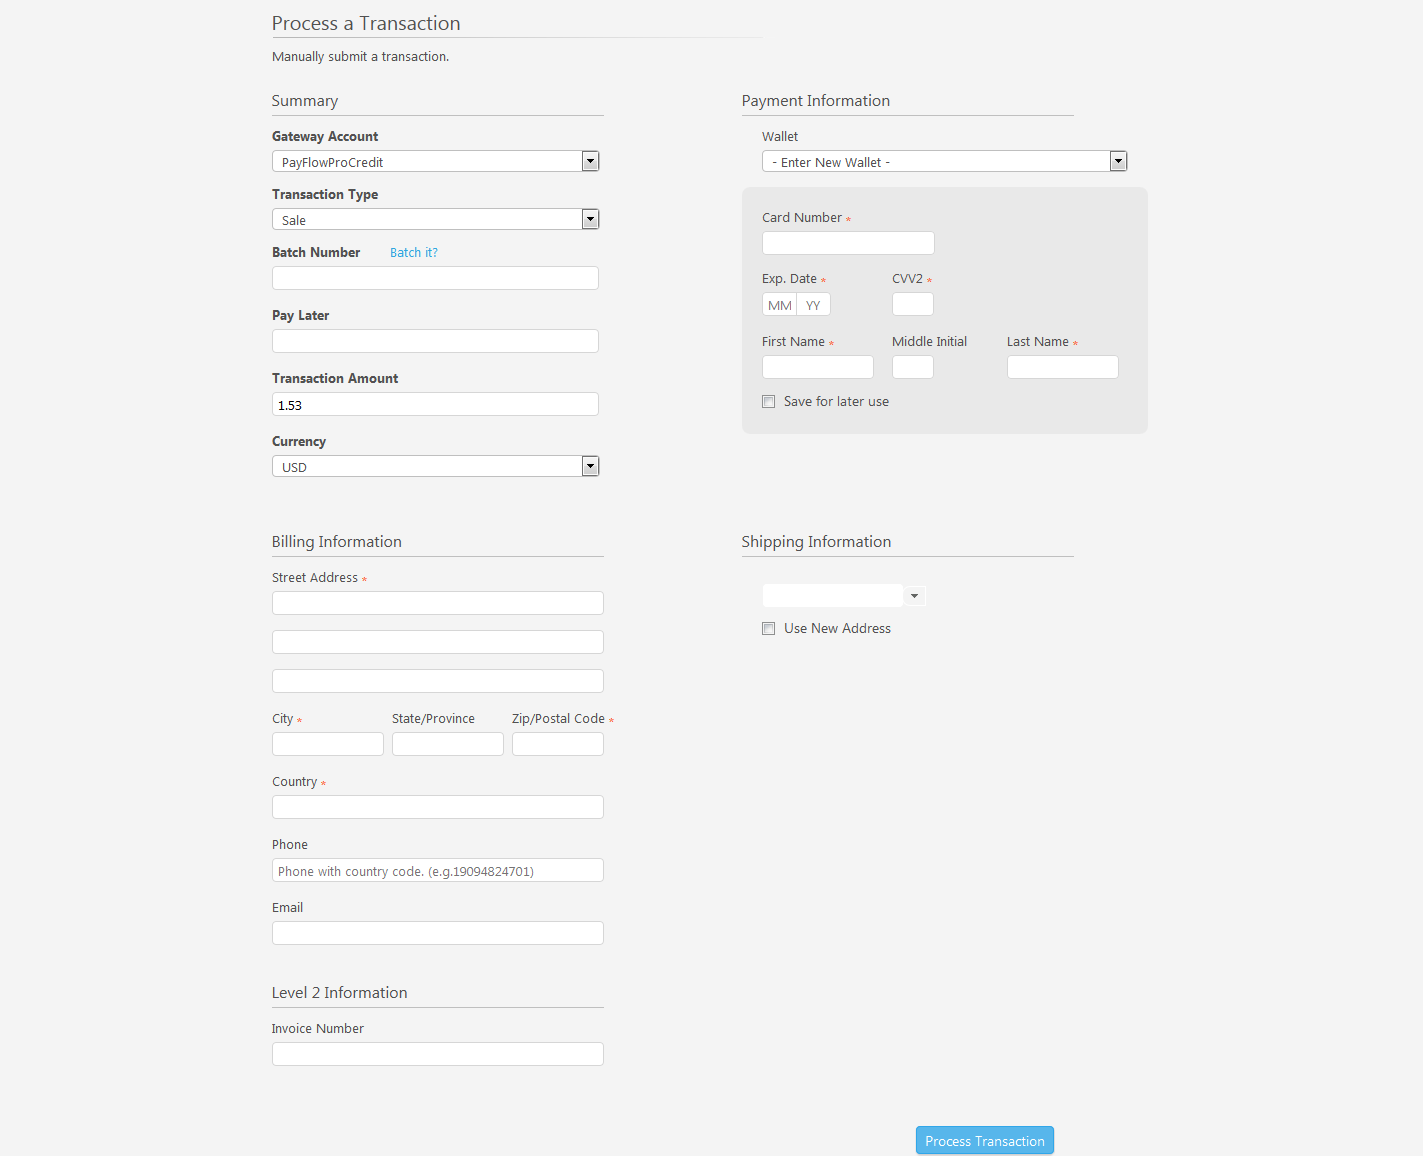 Process a Transaction
Manually submit a transaction.
Summary
Gateway Account
PayFlowProCredit
Transaction Type
Sale
Batch Number Batch it?
Pay Later
Transaction Amount
1.53
Currency
USD
Payment Information
Wallet
- Enter New Wallet -
Card Number *
Exp. Date * CVV2 *
MM YY
First Name * Middle Initial Last Name *
Save for later use
Billing Information
Street Address *
City * State/Province Zip/Postal Code *
Country *
Phone
Phone with country code. (e.g.19094824701)
Email
Shipping Information
Use New Address
Level 2 Information
Invoice Number
Process Transaction